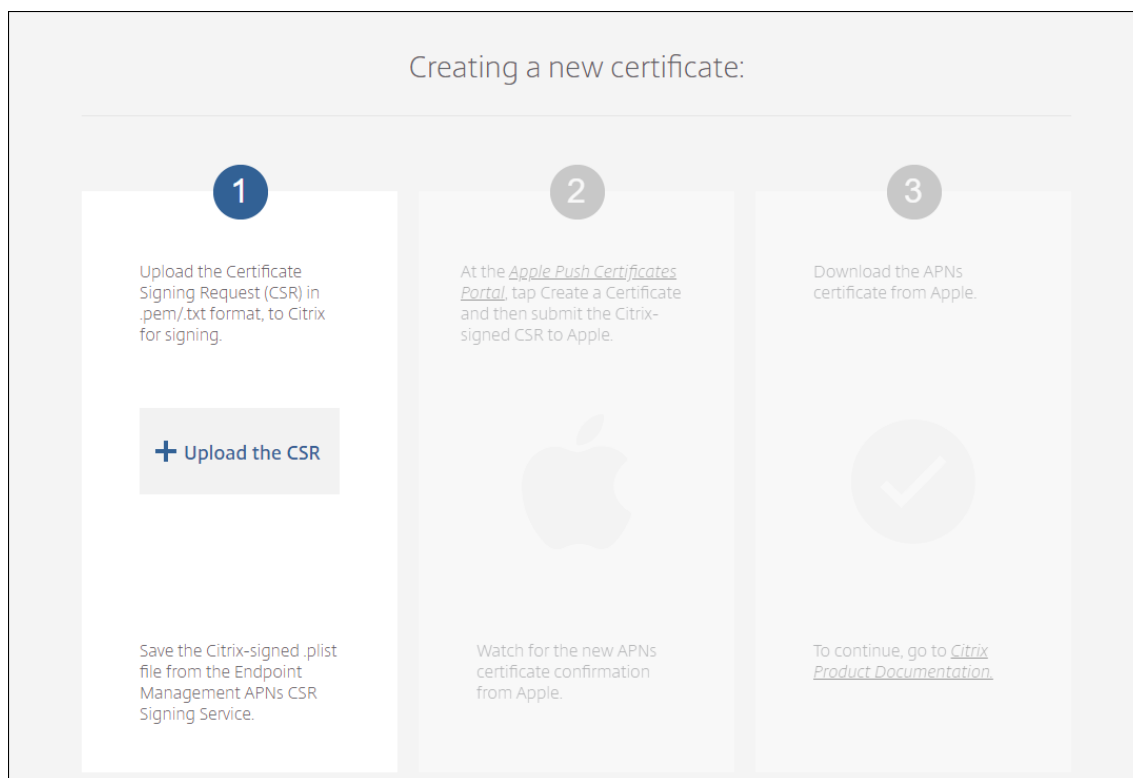 Creating a new certificate:
1
Upload the Certificate
Signing Request (CSR) in
.pem/.txt format, to Citrix
for signing.
+ Upload the CSR
Save the Citrix-signed .plist
file from the Endpoint
Management APNs CSR
Signing Service.
2
At the Apple Push Certificates
Portal, tap Create a Certificate
and then submit the Citrix-
signed CSR to Apple.
Watch for the new APNs
certificate confirmation
from Apple.
3
Download the APNs
certificate from Apple.
To continue, go to Citrix
Product Documentation.